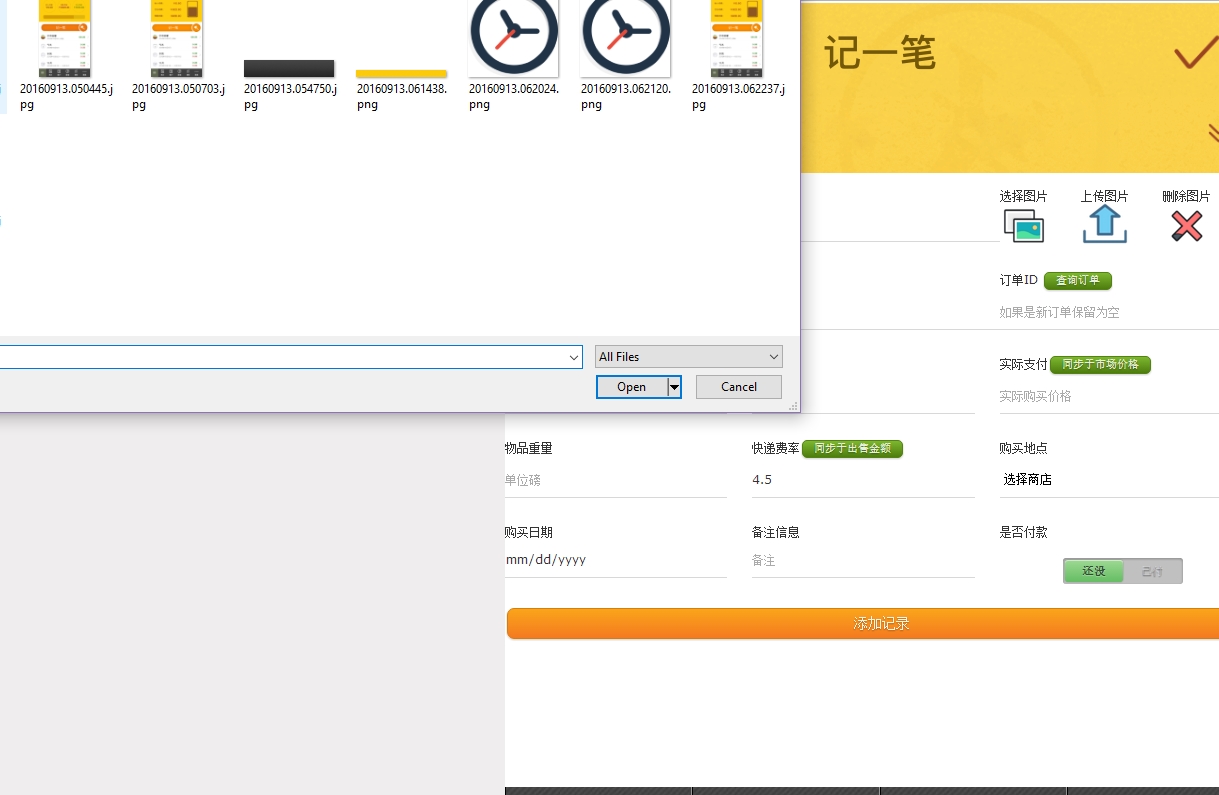 20160913.050445.j
pg
20160913.050703.j
pg
20160913.054750.j
pg
20160913.061438.
png
20160913.062024.
png
20160913.062120.
png
20160913.062237.j
pg
All Files
Open
Cancel
记一笔
选择图片
上传图片
删除图片
订单ID
查询订单
如果是新订单保留为空
实际支付
同步于市场价格
实际购买价格
物品重量
单位磅
快递费率
同步于出售金额
4.5
购买地点
选择商店
购买日期
mm/dd/yyyy
备注信息
备注
是否付款
还没
已付
添加记录